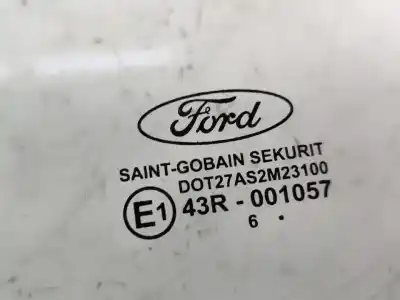 Ford
SAINT-GOBAIN SEKURIT
DOT27AS2M23100
E1 43R - 001057
6 .